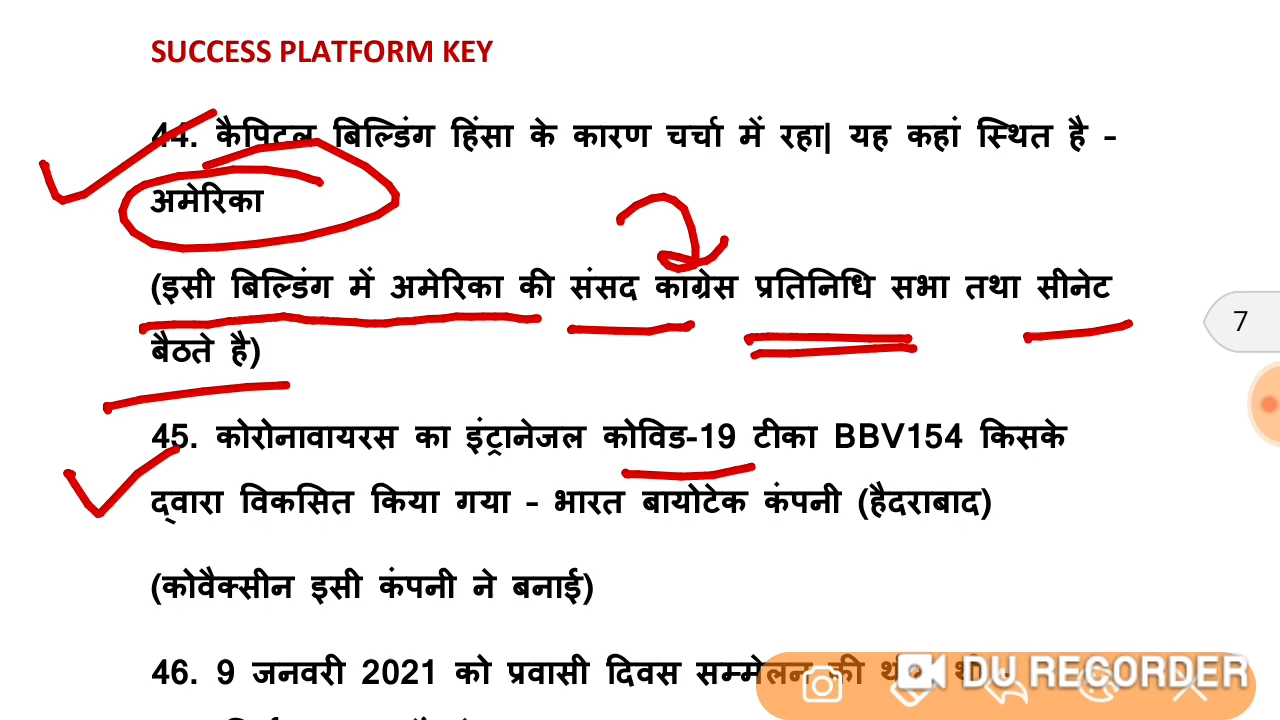 SUCCESS PLATFORM KEY
44. कैपिटल बिल्डिंग हिंसा के कारण चर्चा में रहा| यह कहां स्थित है -
अमेरिका
(इसी बिल्डिंग में अमेरिका की संसद कांग्रेस प्रतिनिधि सभा तथा सीनेट
बैठते है)
7
45. कोरोनावायरस का इंट्रानेजल कोविड-19 टीका BBV154 किसके
द्वारा विकसित किया गया - भारत बायोटेक कंपनी (हैदराबाद)
(कोवैक्सीन इसी कंपनी ने बनाई)
46. 9 जनवरी 2021 को प्रवासी दिवस सम्मेलन की
DU RECORDER